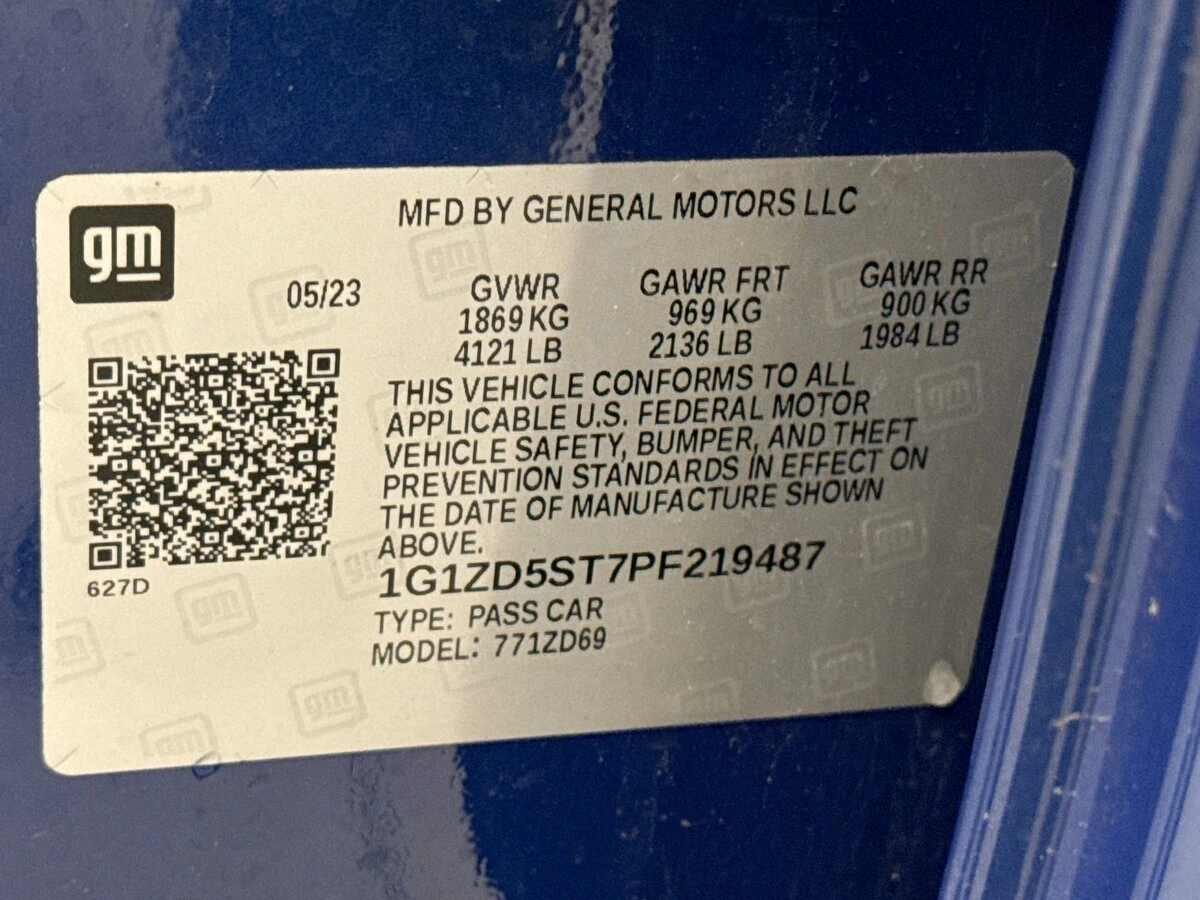 gm
MFD BY GENERAL MOTORS LLC
05/23 GVWR GAWR FRT GAWR RR
1869 KG 969 KG 900 KG
4121 LB 2136 LB 1984 LB
THIS VEHICLE CONFORMS TO ALL
APPLICABLE U.S. FEDERAL MOTOR
VEHICLE SAFETY, BUMPER, AND THEFT
PREVENTION STANDARDS IN EFFECT ON
THE DATE OF MANUFACTURE SHOWN
ABOVE.
1G1ZD5ST7PF219487
TYPE: PASS CAR
MODEL: 771ZD69
627D